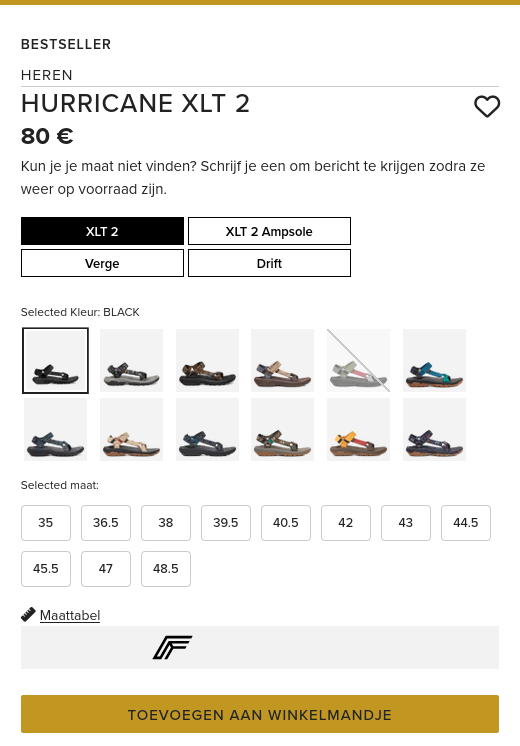 BESTSELLER
HEREN
HURRICANE XLT 2
80 €
Kun je je maat niet vinden? Schrijf je een om bericht te krijgen zodra ze
weer op voorraad zijn.
XLT 2
XLT 2 Ampsole
Verge
Drift
Selected Kleur: BLACK
Selected maat:
35 36.5 38 39.5 40.5 42 43 44.5
45.5 47 48.5
Maattabel
TOEVOEGEN AAN WINKELMANDJE